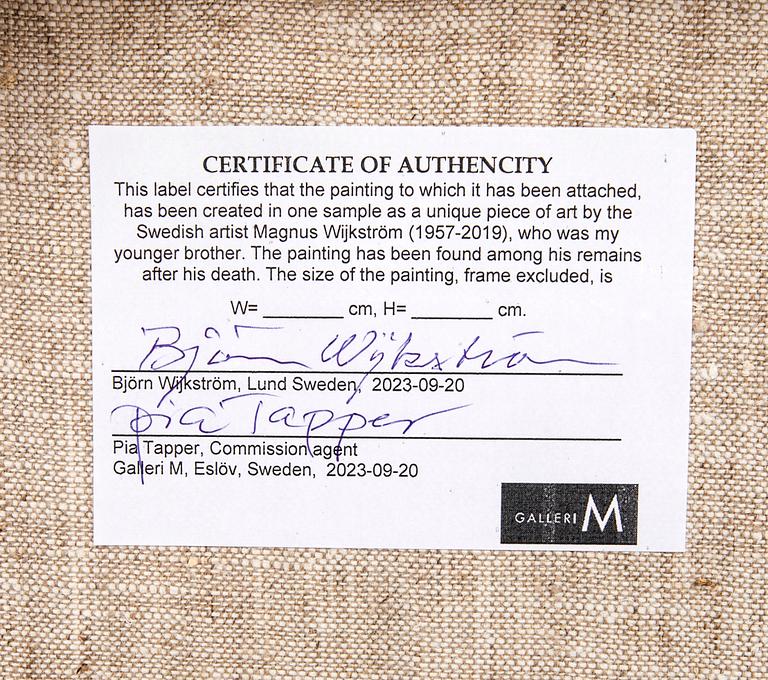 CERTIFICATE OF AUTHENCITY
This label certifies that the painting to which it has been attached,
has been created in one sample as a unique piece of art by the
Swedish artist Magnus Wijkström (1957-2019), who was my
younger brother. The painting has been found among his remains
after his death. The size of the painting, frame excluded, is
W= ________ cm, H= ________ cm.
Björn Wijkström
Björn Wijkström, Lund Sweden, 2023-09-20
Pia Tapper
Pia Tapper, Commission agent
Galleri M, Eslöv, Sweden, 2023-09-20
GALLERI M